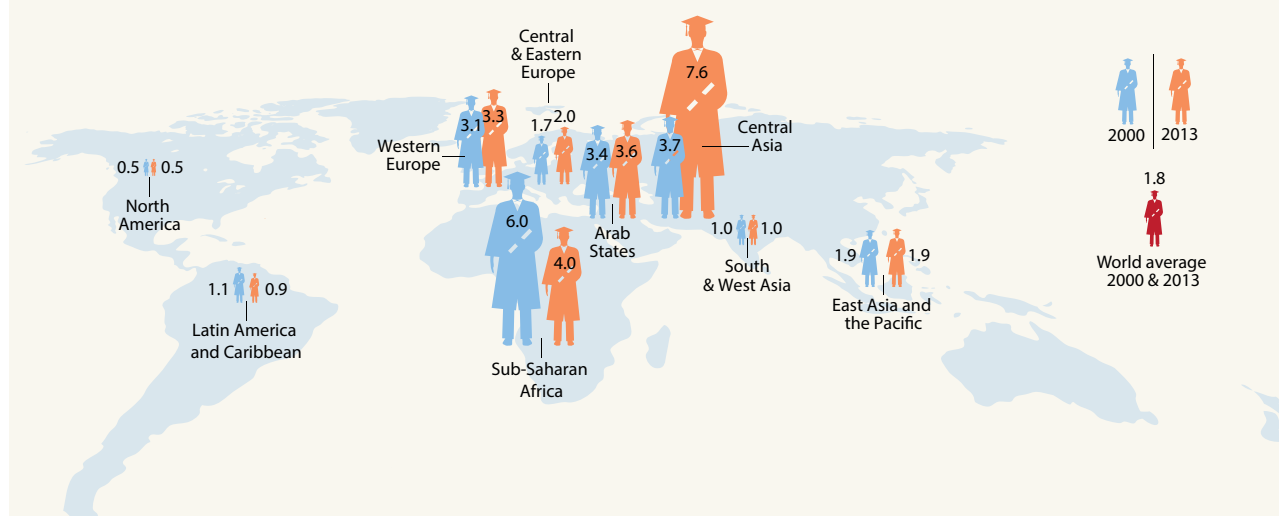 Central
& Eastern
Europe
1.7 2.0
Western
Europe
3.1 3.3
3.4 3.6
Arab
States
3.7 7.6
Central
Asia
2000 2013
1.8
World average
2000 & 2013
0.5 0.5
North
America
6.0 4.0
Sub-Saharan
Africa
1.0 1.0
South
& West Asia
1.9 1.9
East Asia and
the Pacific
1.1 0.9
Latin America
and Caribbean